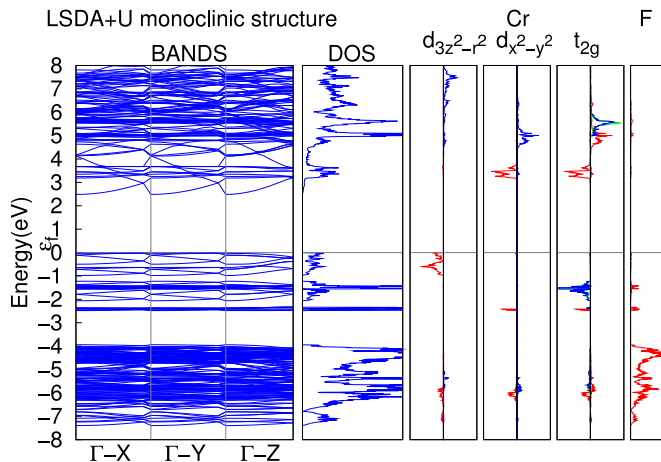 LSDA+U monoclinic structure
Cr
F
BANDS
DOS
d3z²−r²
dx²−y²
t2g
Energy(eV)
εf
8
7
6
5
4
3
2
1
0
−1
−2
−3
−4
−5
−6
−7
−8
Γ−X
Γ−Y
Γ−Z